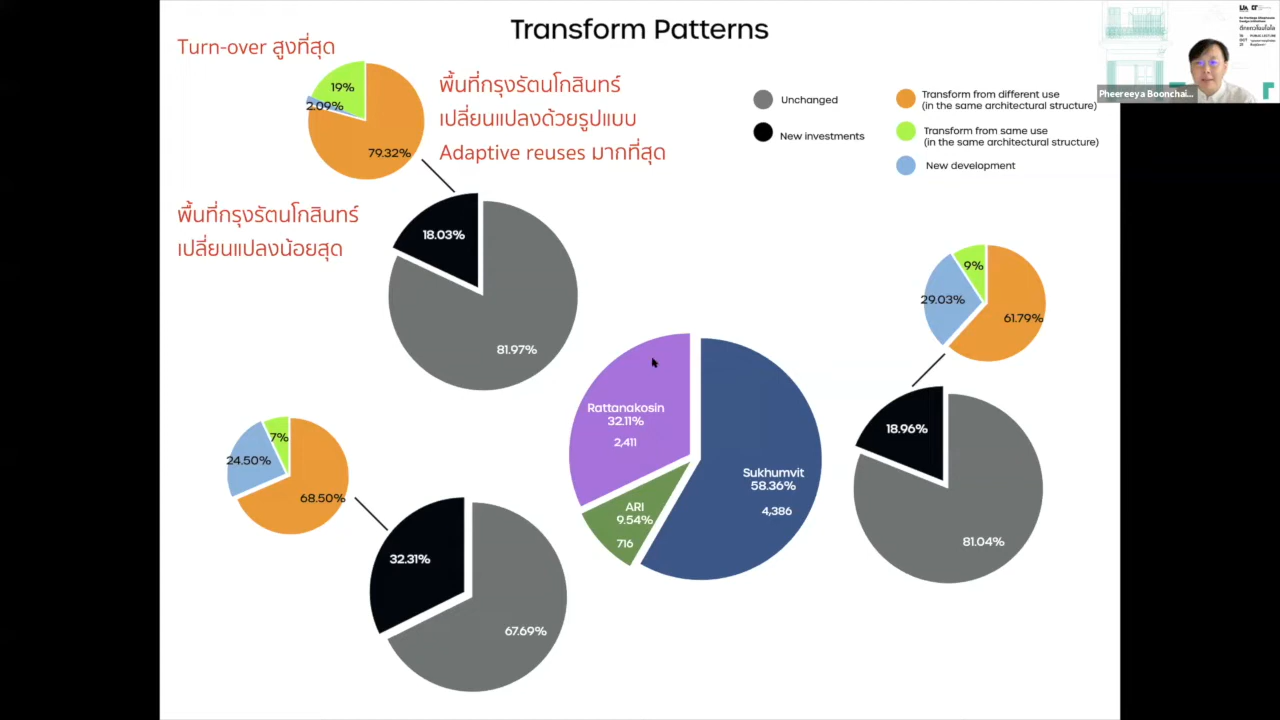 Transform Patterns
Turn-over สูงที่สุด
19%
2.09%
79.32%
พื้นที่กรุงรัตนโกสินทร์
เปลี่ยนแปลงด้วยรูปแบบ
Adaptive reuses มากที่สุด
Unchanged
New investments
Transform from different use
(in the same architectural structure)
Transform from same use
(in the same architectural structure)
New development
พื้นที่กรุงรัตนโกสินทร์
เปลี่ยนแปลงน้อยสุด
18.03%
81.97%
9%
29.03%
61.79%
Rattanakosin
32.11%
2,411
Sukhumvit
58.36%
4,386
ARI
9.54%
716
18.96%
81.04%
7%
24.50%
68.50%
32.31%
67.69%
Pheereeya Boonchai...